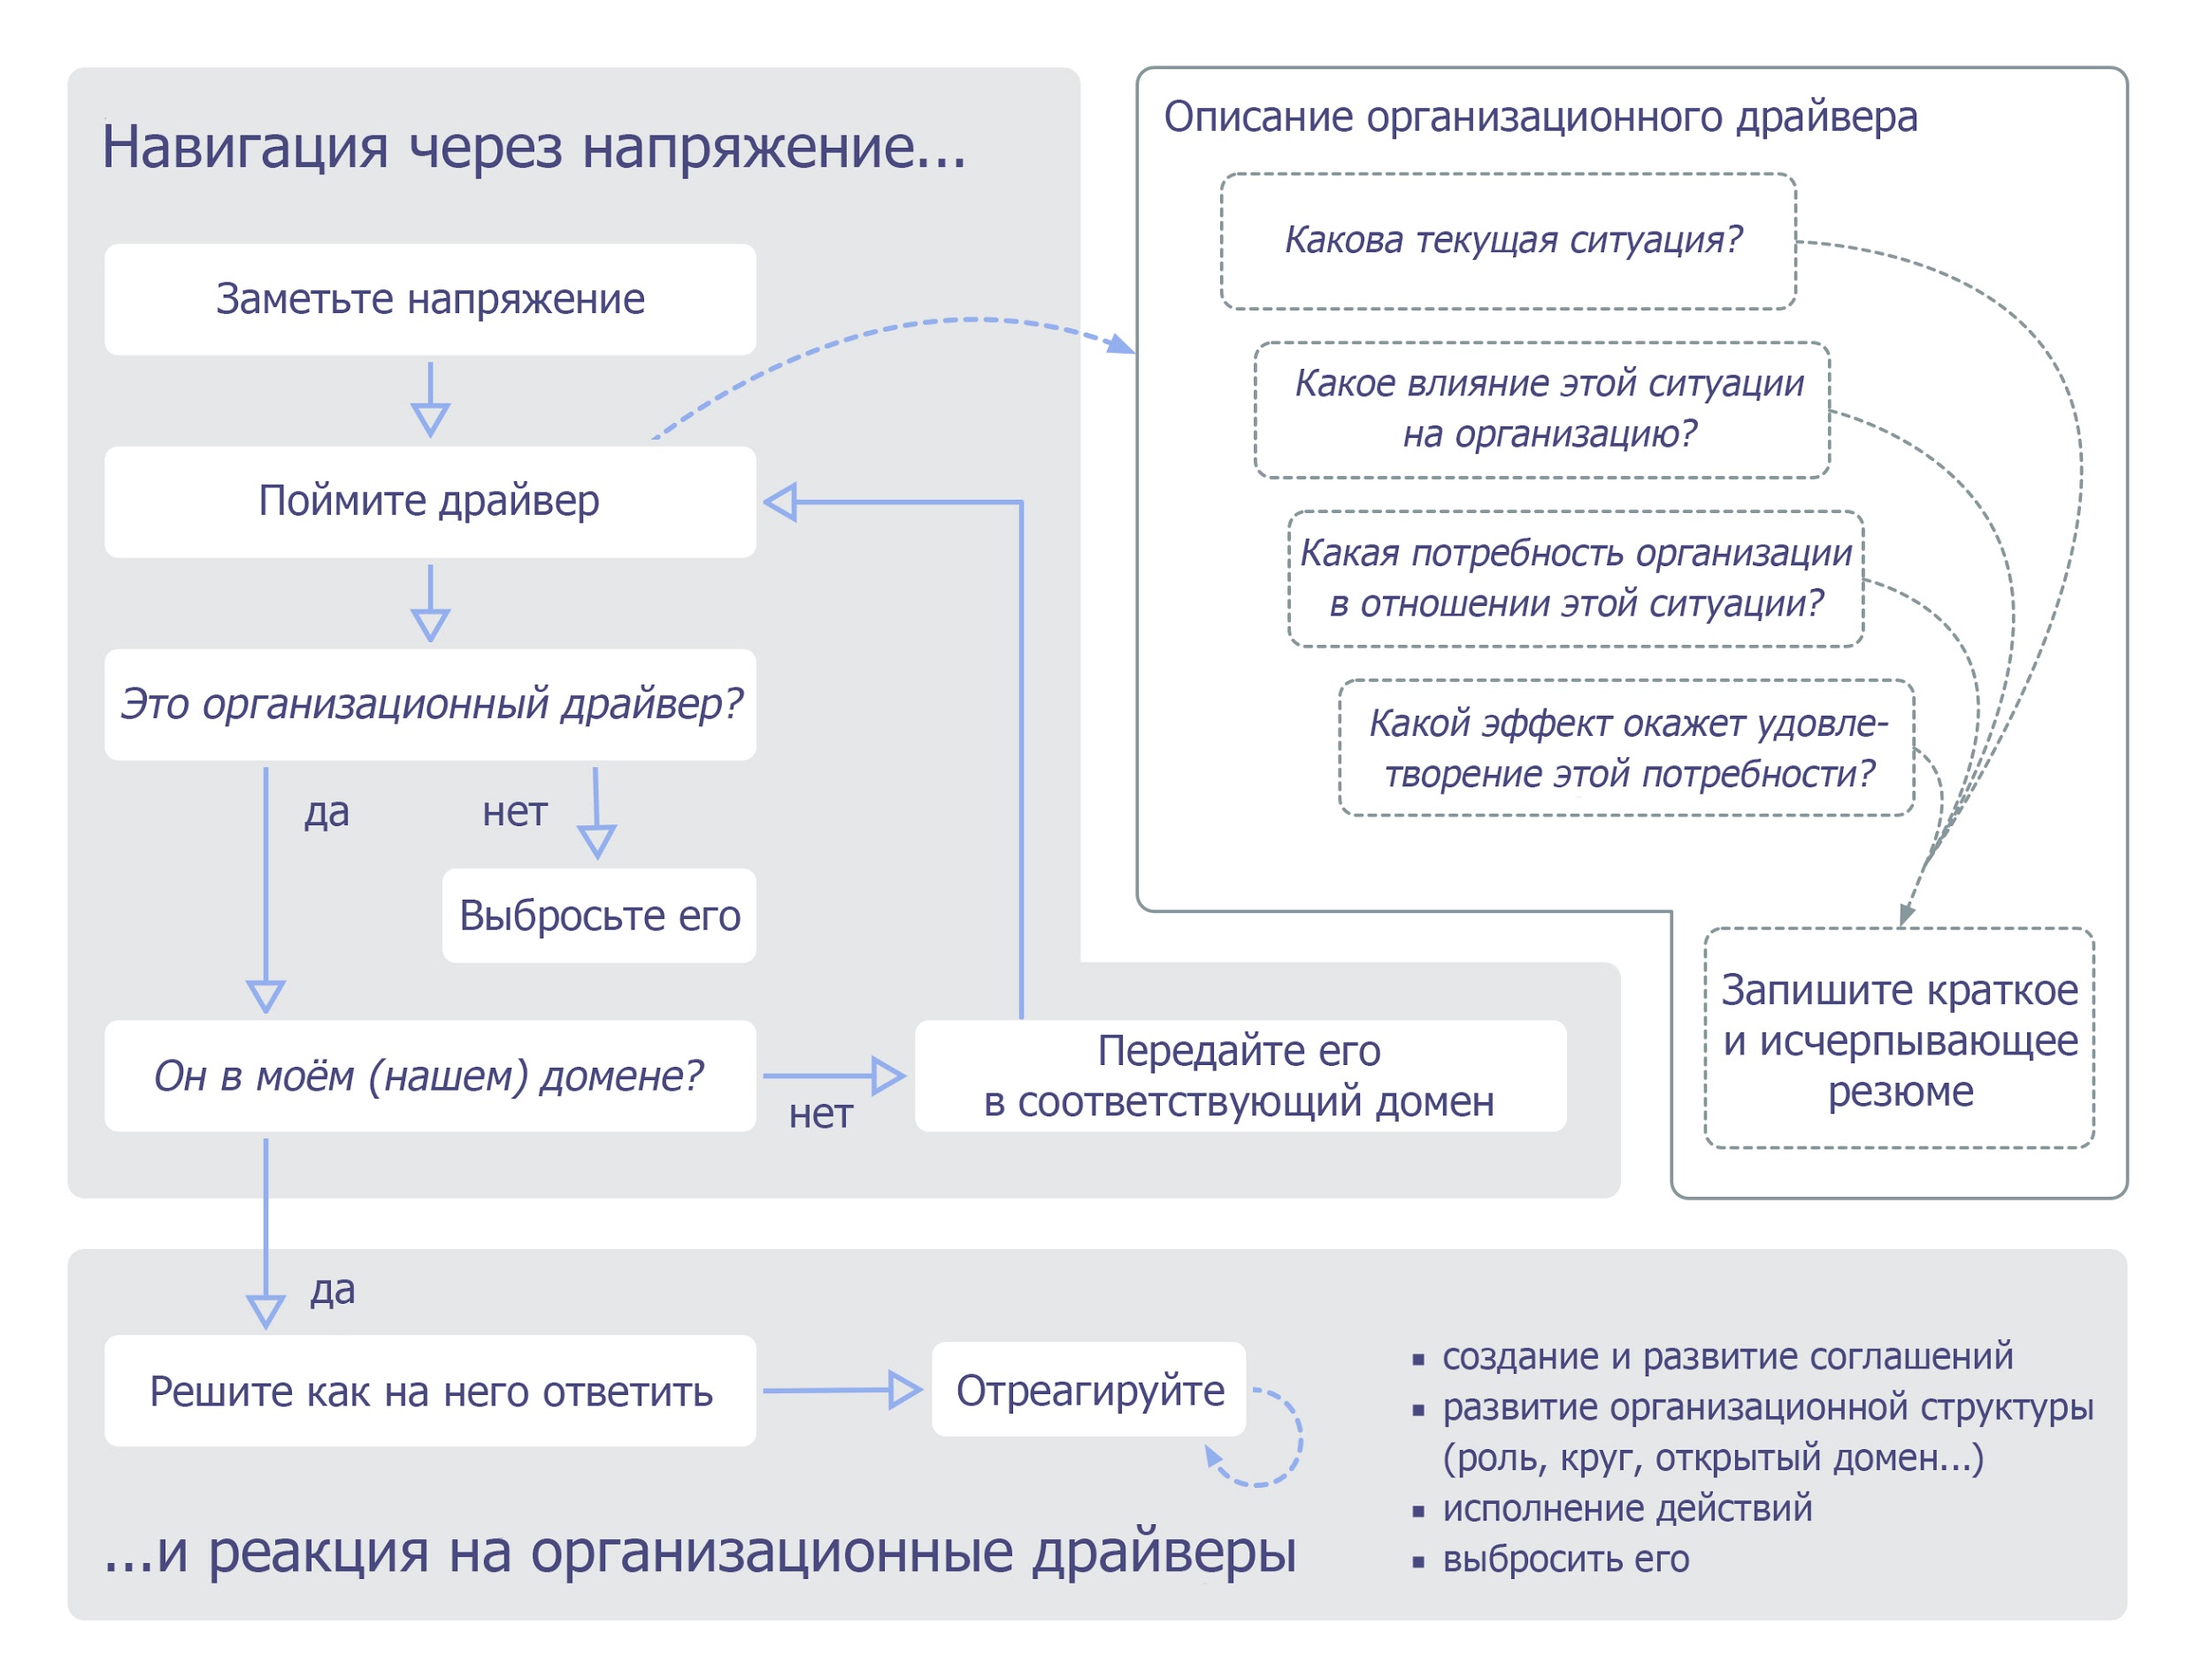 Навигация через напряжение...
Заметьте напряжение
Поймите драйвер
Это организационный драйвер?
да
нет
Выбросьте его
Он в моём (нашем) домене?
нет
Передайте его
в соответствующий домен
Описание организационного драйвера
Какова текущая ситуация?
Какое влияние этой ситуации
на организацию?
Какая потребность организации
в отношении этой ситуации?
Какой эффект окажет удовле-
творение этой потребности?
Запишите краткое
и исчерпывающее
резюме
да
Решите как на него ответить
Отреагируйте
...и реакция на организационные драйверы
▪ создание и развитие соглашений
▪ развитие организационной структуры
(роль, круг, открытый домен...)
▪ исполнение действий
▪ выбросить его